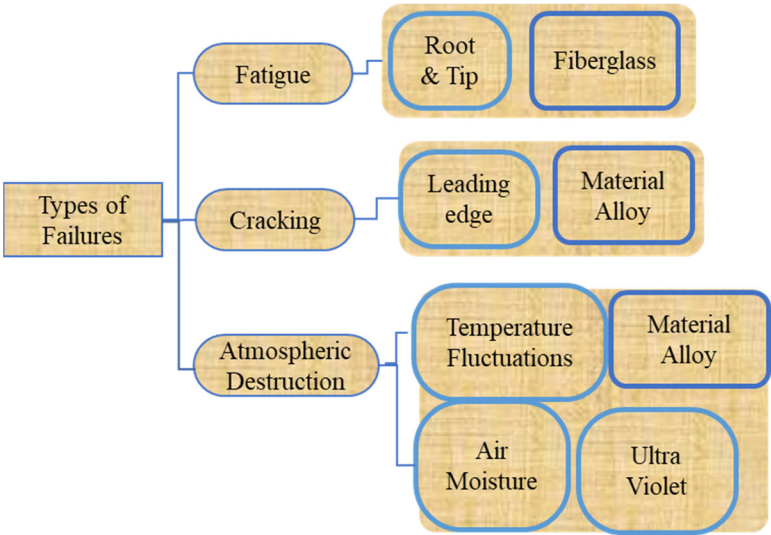 Types of
Failures
Fatigue
Root
& Tip
Fiberglass
Cracking
Leading
edge
Material
Alloy
Atmospheric
Destruction
Temperature
Fluctuations
Material
Alloy
Air
Moisture
Ultra
Violet